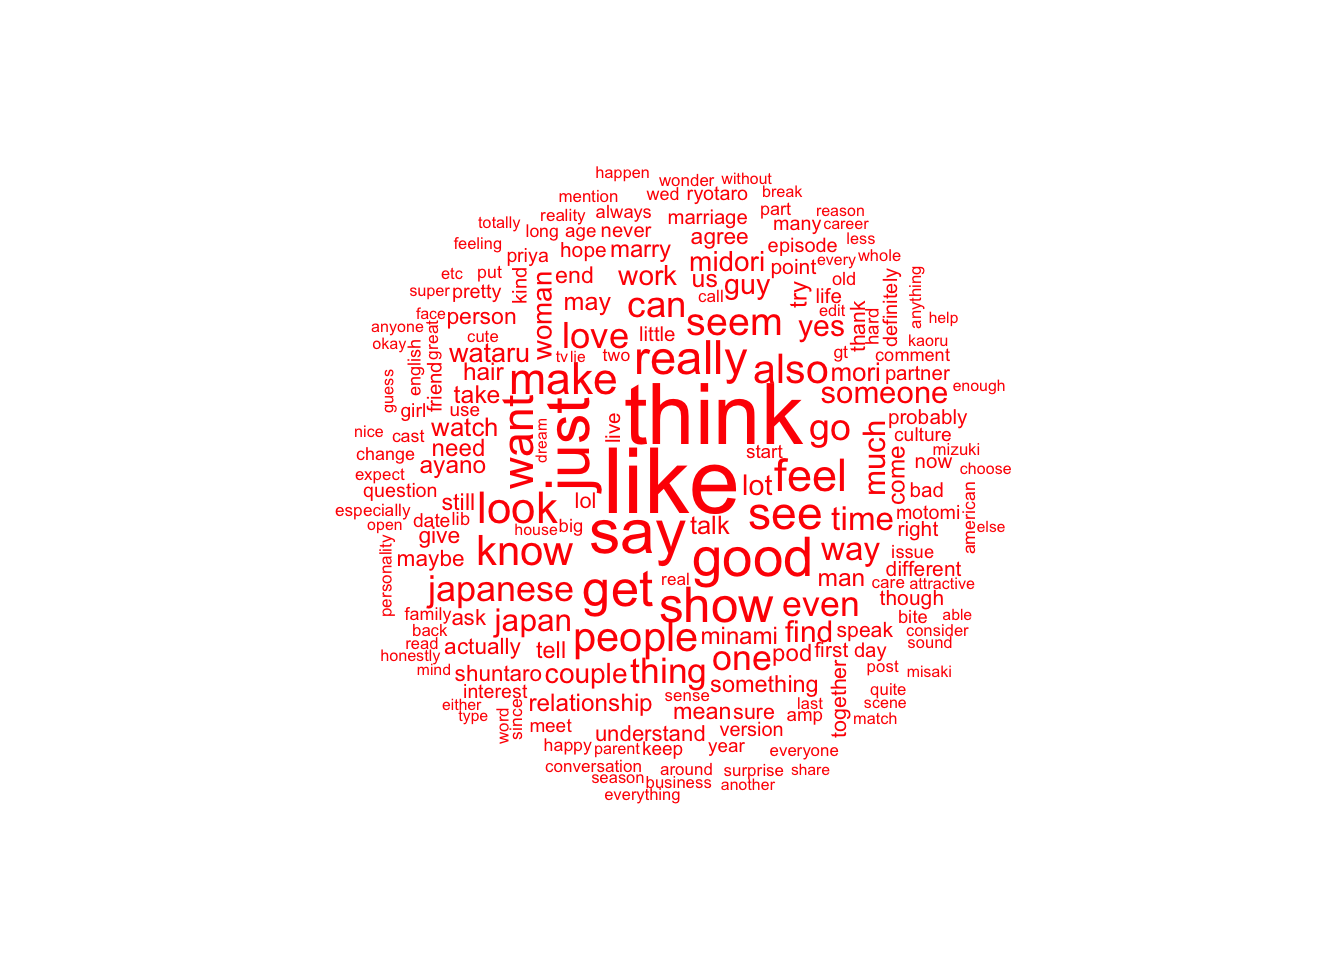 happen
wonder without
mention wed ryotaro break
totally reality always marriage part reason
long age never many career
feeling priya hope marry agree episode less
etc put kind end work midori us point every whole
super pretty woman may can guy call try life old definitely anything
face person great love little seem yes edit thank hard help
anyone cute
okay english wataru tv lie two really also gt comment kaoru
guess friend hair make mori partner
girl take use want just think someone enough
nice cast watch dream live go much probably
change need start come culture mizuki
expect ayano like lot feel now choose
question still look lol see bad american
especially open date lib house big say talk time motomi right else
give
personality maybe know good way issue
japanese get real man care different attractive
family ask japan show even though
back people minami find speak bite able consider
read actually tell one pod first day sound
honestly mind
shuntaro couple thing something together post misaki
interest relationship sense quite
either type word since mean sure amp last scene
meet understand version match
happy parent keep year everyone
conversation around surprise share
season business another
everything